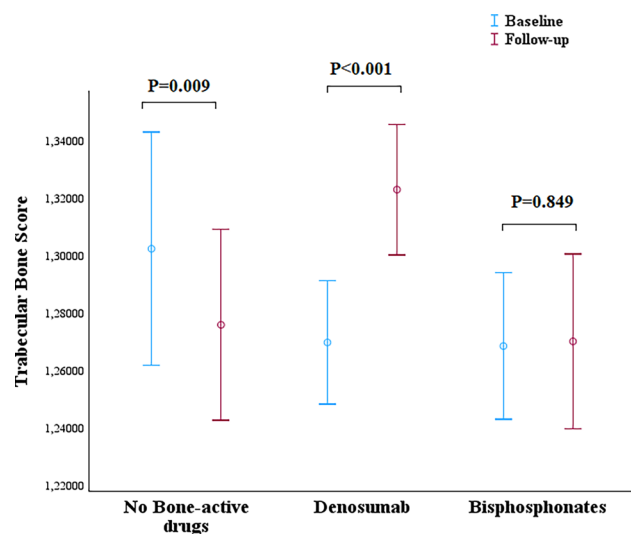 Baseline
Follow-up
P=0.009
P<0.001
P=0.849
Trabecular Bone Score
1,34000
1,32000
1,30000
1,28000
1,26000
1,24000
1,22000
No Bone-active
drugs
Denosumab
Bisphosphonates